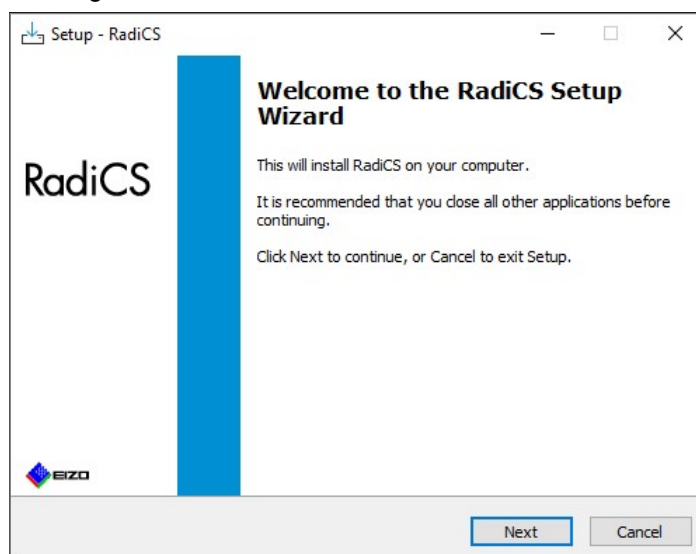 Setup - RadiCS
Welcome to the RadiCS Setup
Wizard
RadiCS
This will install RadiCS on your computer.
It is recommended that you close all other applications before
continuing.
Click Next to continue, or Cancel to exit Setup.
EIZO
Next
Cancel